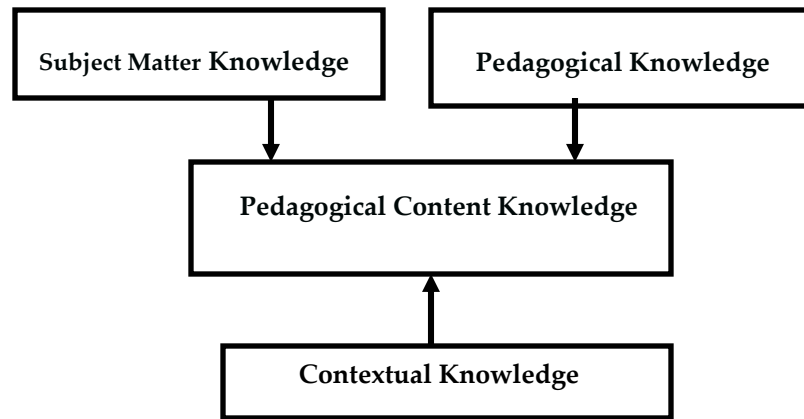 Subject Matter Knowledge
Pedagogical Knowledge
Pedagogical Content Knowledge
Contextual Knowledge